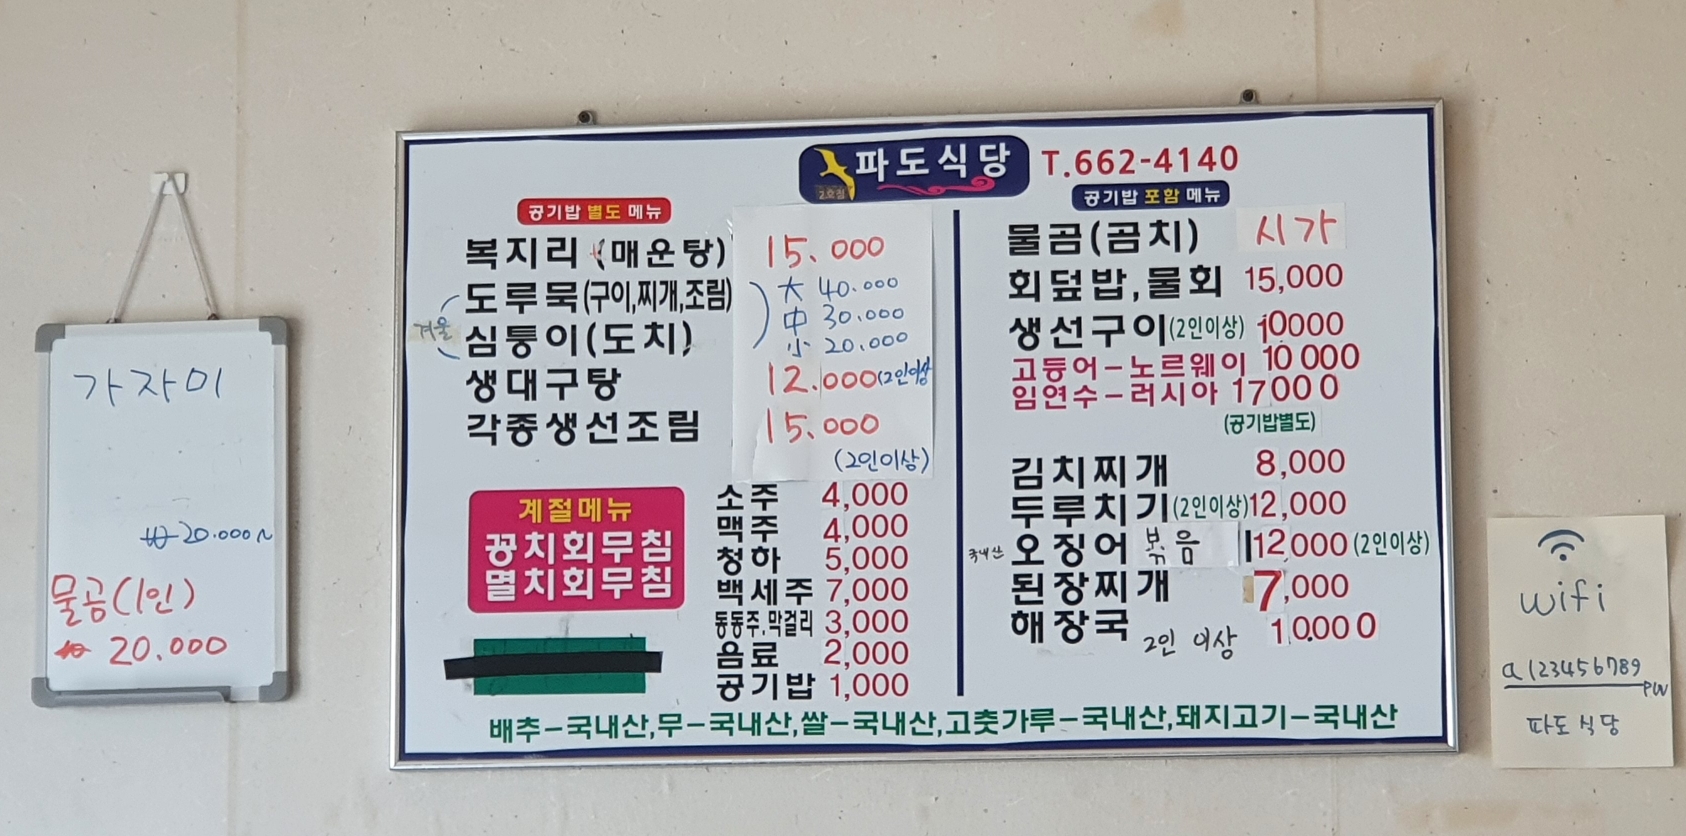 파도식당 T.662-4140
2호점
공기밥 별도 메뉴
복지리 (매운탕) 15.000
도루묵(구이,찌개,조림) 大 40.000
中 30.000
겨울
심퉁이(도치) 小 20.000
생대구탕 12.000(2인이상
각종생선조림 15.000
(2인이상)
계절메뉴
꽁치회무침
멸치회무침
소주 4,000
맥주 4,000
청하 5,000
백세주 7,000
동동주.막걸리 3,000
음료 2,000
공기밥 1,000
공기밥 포함 메뉴
물곰(곰치) 시가
회덮밥,물회 15,000
생선구이(2인이상) 10000
고등어-노르웨이 10000
임연수-러시아 17000
(공기밥별도)
김치찌개 8,000
두루치기(2인이상)12,000
국내산 오징어 볶음 12,000(2인이상)
된장찌개 7,000
해장국 2인 이상 10.000
배추-국내산,무-국내산,쌀-국내산,고춧가루-국내산,돼지고기-국내산
가자미
₩20.000~
물곰(1인)
₩ 20.000
wifi
a123456789
PW
파도식당